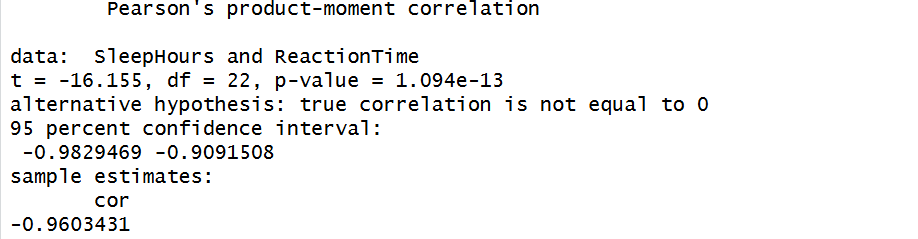 Pearson's product-moment correlation
data:  SleepHours and ReactionTime
t = -16.155, df = 22, p-value = 1.094e-13
alternative hypothesis: true correlation is not equal to 0
95 percent confidence interval:
 -0.9829469 -0.9091508
sample estimates:
       cor
-0.9603431